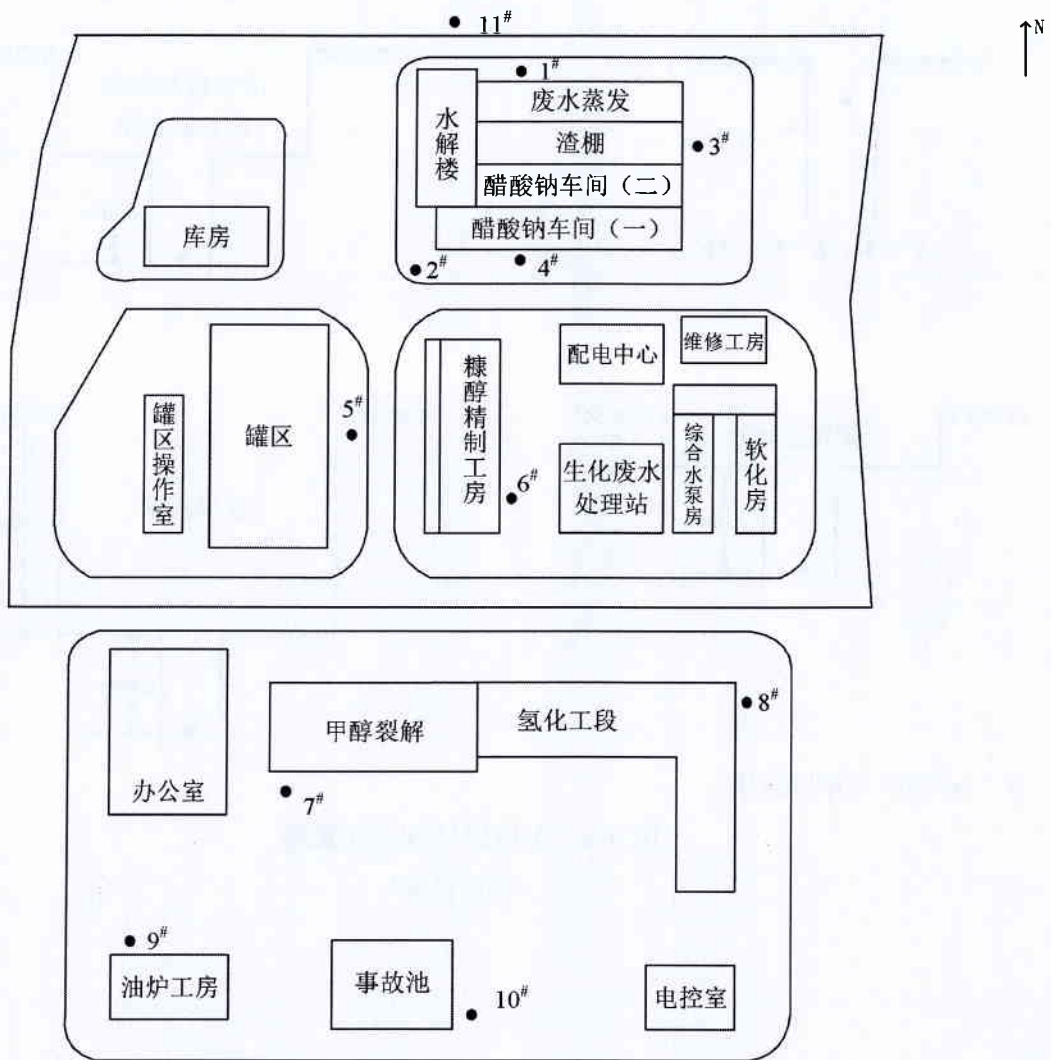 11#
N
1#
废水蒸发
水解楼
渣棚
3#
醋酸钠车间（二）
醋酸钠车间（一）
库房
2#
4#
配电中心
维修工房
糠醇精制工房
5#
罐区操作室
罐区
综合水泵房
软化房
6#
生化废水
处理站
甲醇裂解
氢化工段
8#
办公室
7#
9#
油炉工房
事故池
10#
电控室